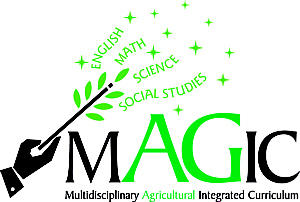 ENGLISH
MATH
SCIENCE
SOCIAL STUDIES
MAGIC
Multidisciplinary Agricultural Integrated Curriculum